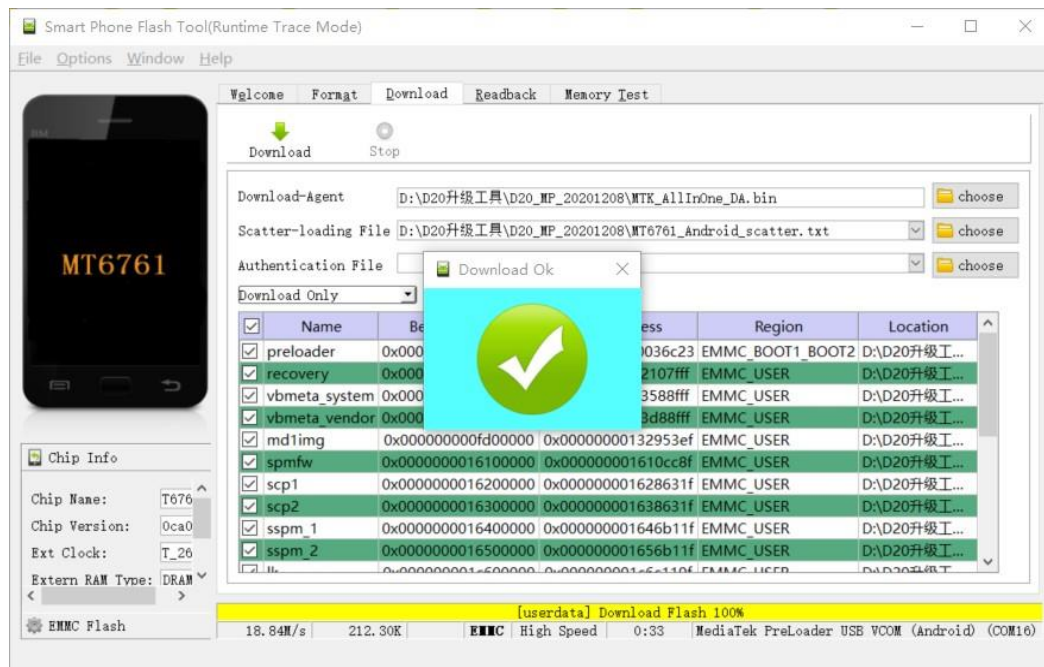 Smart Phone Flash Tool(Runtime Trace Mode)
File Options Window Help
Welcome Format Download Readback Memory Test
BM
Download Stop
Download-Agent D:\D20升级工具\D20_MP_20201208\MTK_AllInOne_DA.bin choose
Scatter-loading File D:\D20升级工具\D20_MP_20201208\MT6761_Android_scatter.txt choose
Authentication File choose
MT6761
Download Ok
Download Only
Name Region Location
preloader 0x000 0036c23 EMMC_BOOT1_BOOT2 D:\D20升级工...
recovery 0x000 2107fff EMMC_USER D:\D20升级工...
vbmeta_system 0x000 3588fff EMMC_USER D:\D20升级工...
vbmeta_vendor 0x000 3d88fff EMMC_USER D:\D20升级工...
md1img 0x000000000fd00000 0x00000000132953ef EMMC_USER D:\D20升级工...
spmfw 0x0000000016100000 0x000000001610cc8f EMMC_USER D:\D20升级工...
scp1 0x0000000016200000 0x000000001628631f EMMC_USER D:\D20升级工...
scp2 0x0000000016300000 0x000000001638631f EMMC_USER D:\D20升级工...
sspm_1 0x0000000016400000 0x000000001646b11f EMMC_USER D:\D20升级工...
sspm_2 0x0000000016500000 0x000000001656b11f EMMC_USER D:\D20升级工...
Chip Info
Chip Name: T676
Chip Version: 0ca0
Ext Clock: T_26
Extern RAM Type: DRAM
EMMC Flash
[userdata] Download Flash 100%
18.84M/s 212.30K EMMC High Speed 0:33 MediaTek PreLoader USB VCOM (Android) (COM16)